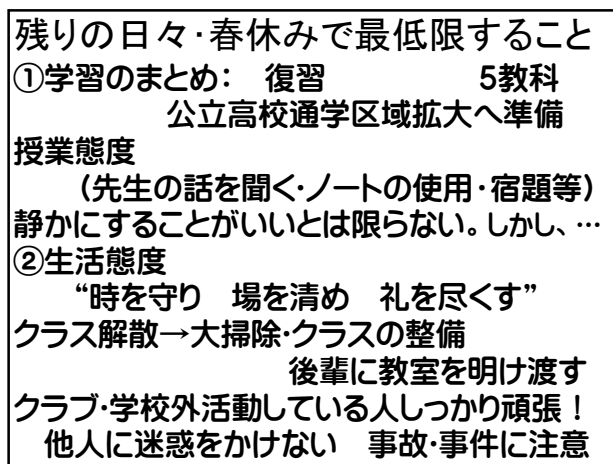 残りの日々・春休みで最低限すること
①学習のまとめ： 復習 5教科
公立高校通学区域拡大へ準備
授業態度
（先生の話を聞く・ノートの使用・宿題等）
静かにすることがいいとは限らない。しかし、…
②生活態度
“時を守り 場を清め 礼を尽くす”
クラス解散→大掃除・クラスの整備
後輩に教室を明け渡す
クラブ・学校外活動している人しっかり頑張！
他人に迷惑をかけない 事故・事件に注意